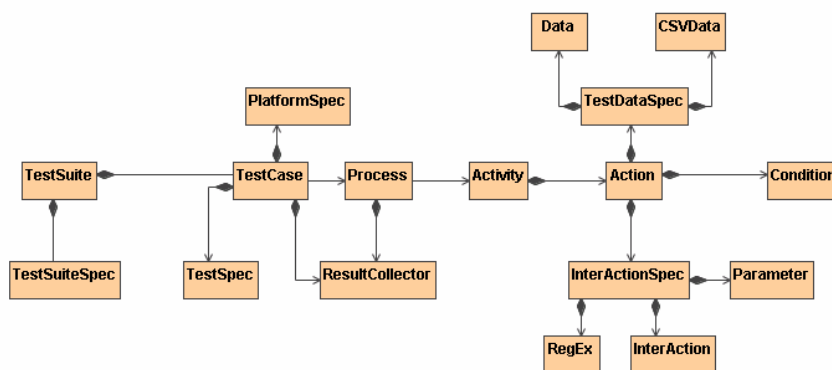 Data
CSVData
PlatformSpec
TestDataSpec
TestSuite
TestCase
Process
Activity
Action
Condition
TestSuiteSpec
TestSpec
ResultCollector
InterActionSpec
Parameter
RegEx
InterAction